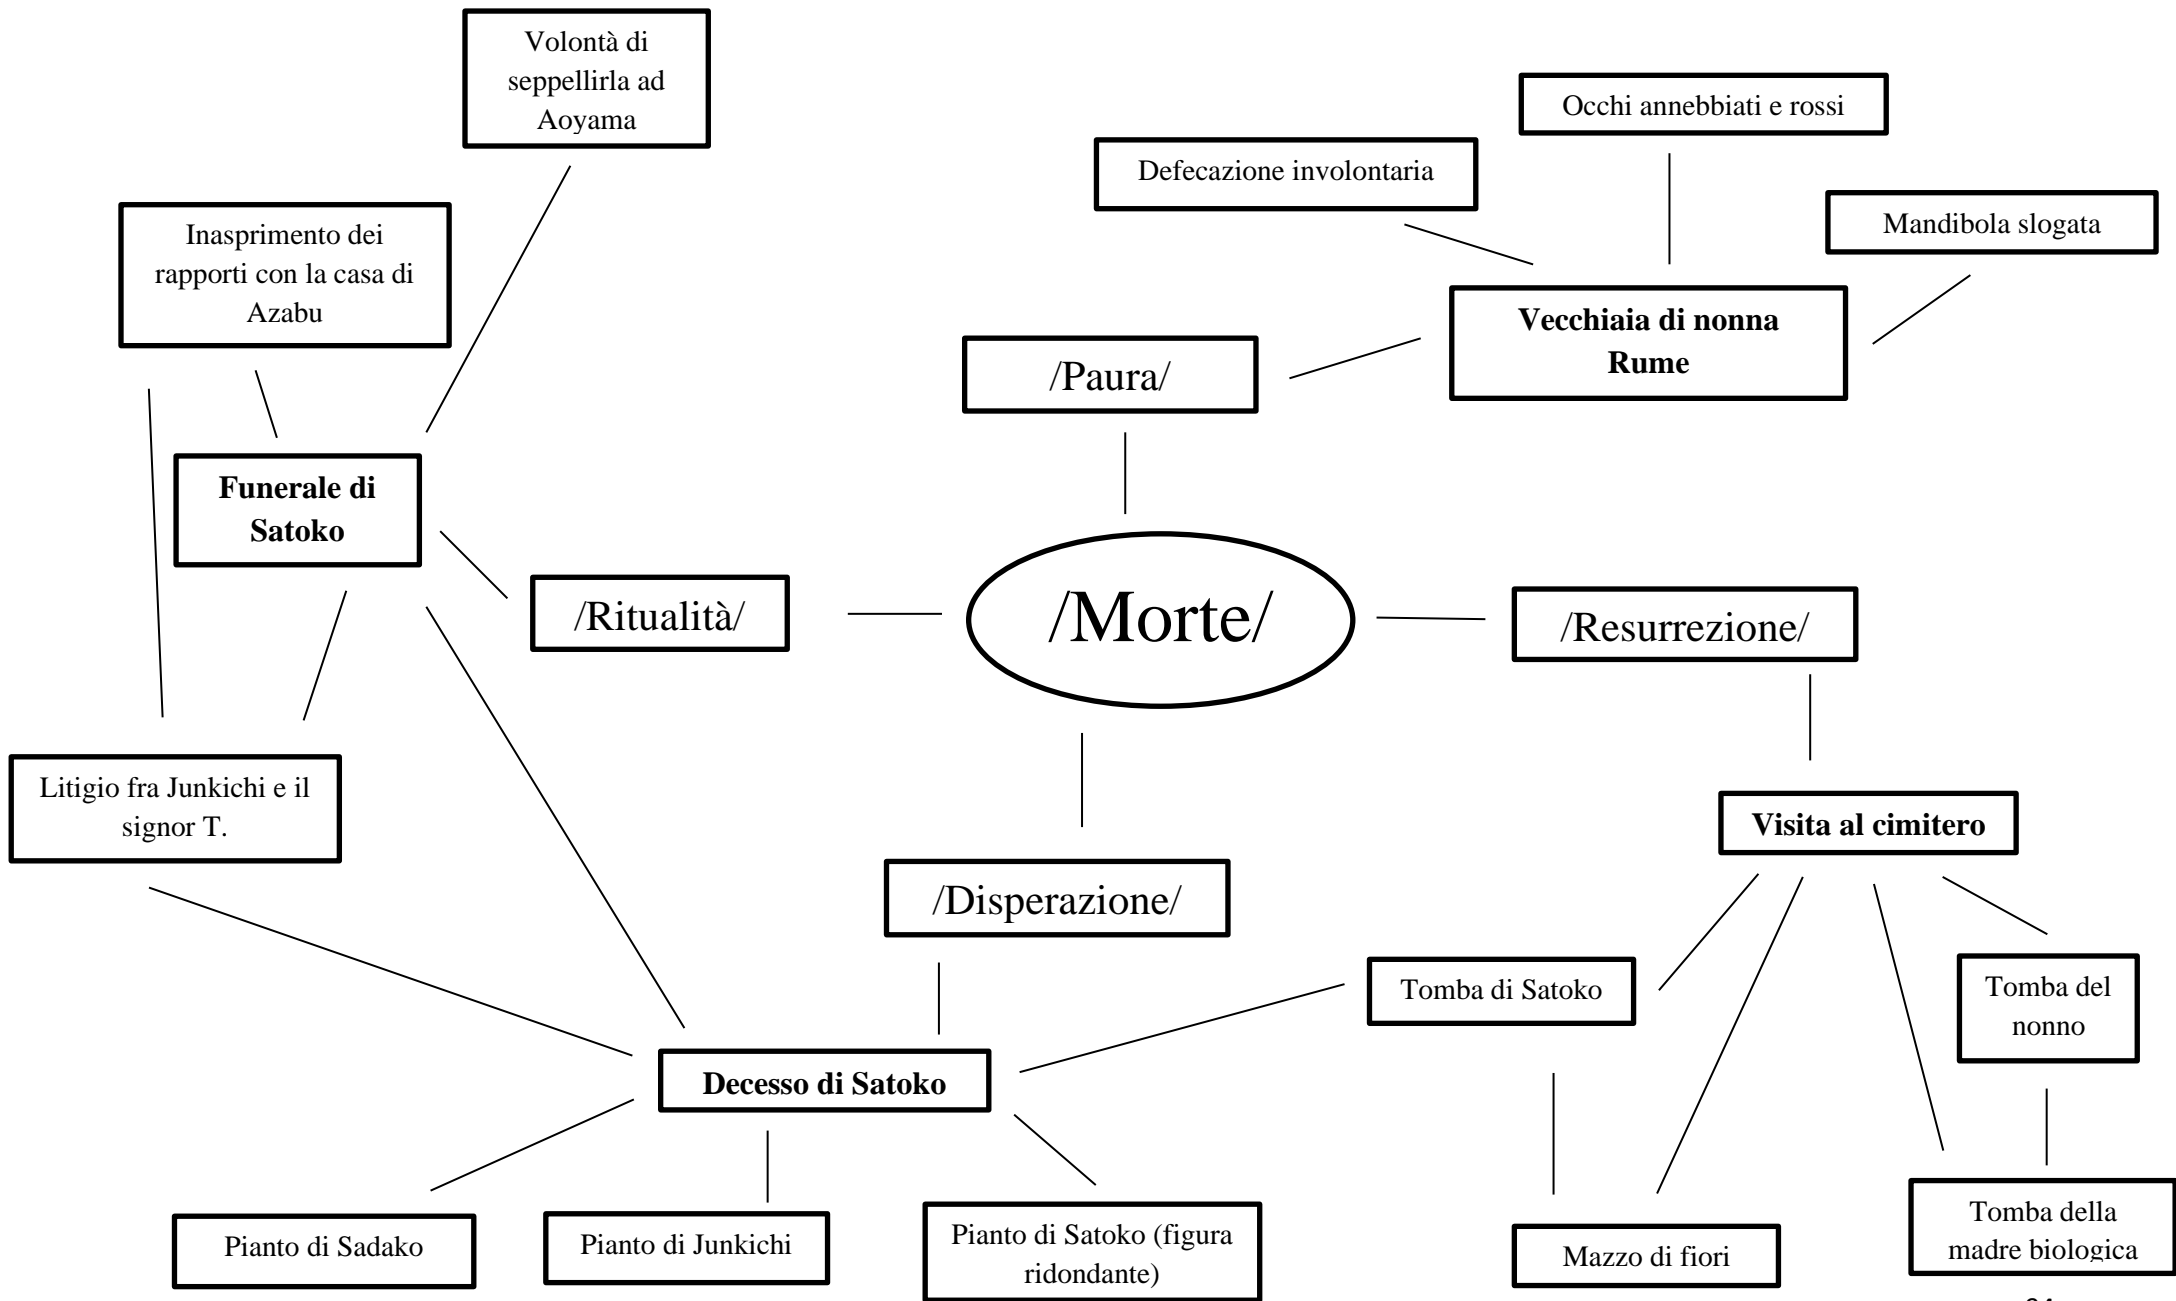 Volontà di
seppellirla ad
Aoyama
Occhi annebbiati e rossi
Defecazione involontaria
Mandibola slogata
Inasprimento dei
rapporti con la casa di
Azabu
Vecchiaia di nonna
Rume
/Paura/
Funerale di
Satoko
/Ritualità/
/Morte/
/Resurrezione/
Litigio fra Junkichi e il
signor T.
Visita al cimitero
/Disperazione/
Tomba di Satoko
Tomba del
nonno
Decesso di Satoko
Pianto di Sadako
Pianto di Junkichi
Pianto di Satoko (figura
ridondante)
Mazzo di fiori
Tomba della
madre biologica